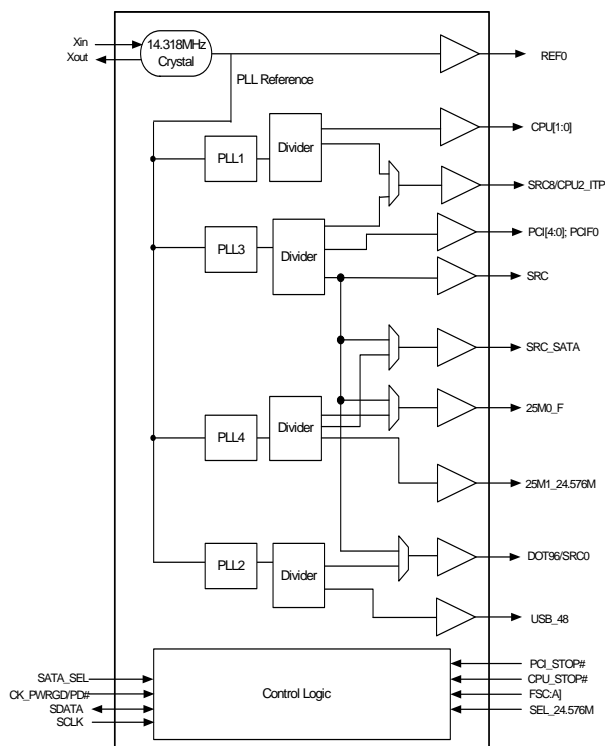 Xin
Xout
14.318MHz
Crystal
PLL Reference
REF0
PLL1
Divider
CPU[1:0]
SRC8/CPU2_ITP
PLL3
Divider
PCI[4:0]; PCIF0
SRC
SRC_SATA
PLL4
Divider
25M0_F
25M1_24.576M
PLL2
Divider
DOT96/SRC0
USB_48
SATA_SEL
CK_PWRGD/PD#
SDATA
SCLK
Control Logic
PCI_STOP#
CPU_STOP#
FSC:A]
SEL_24.576M